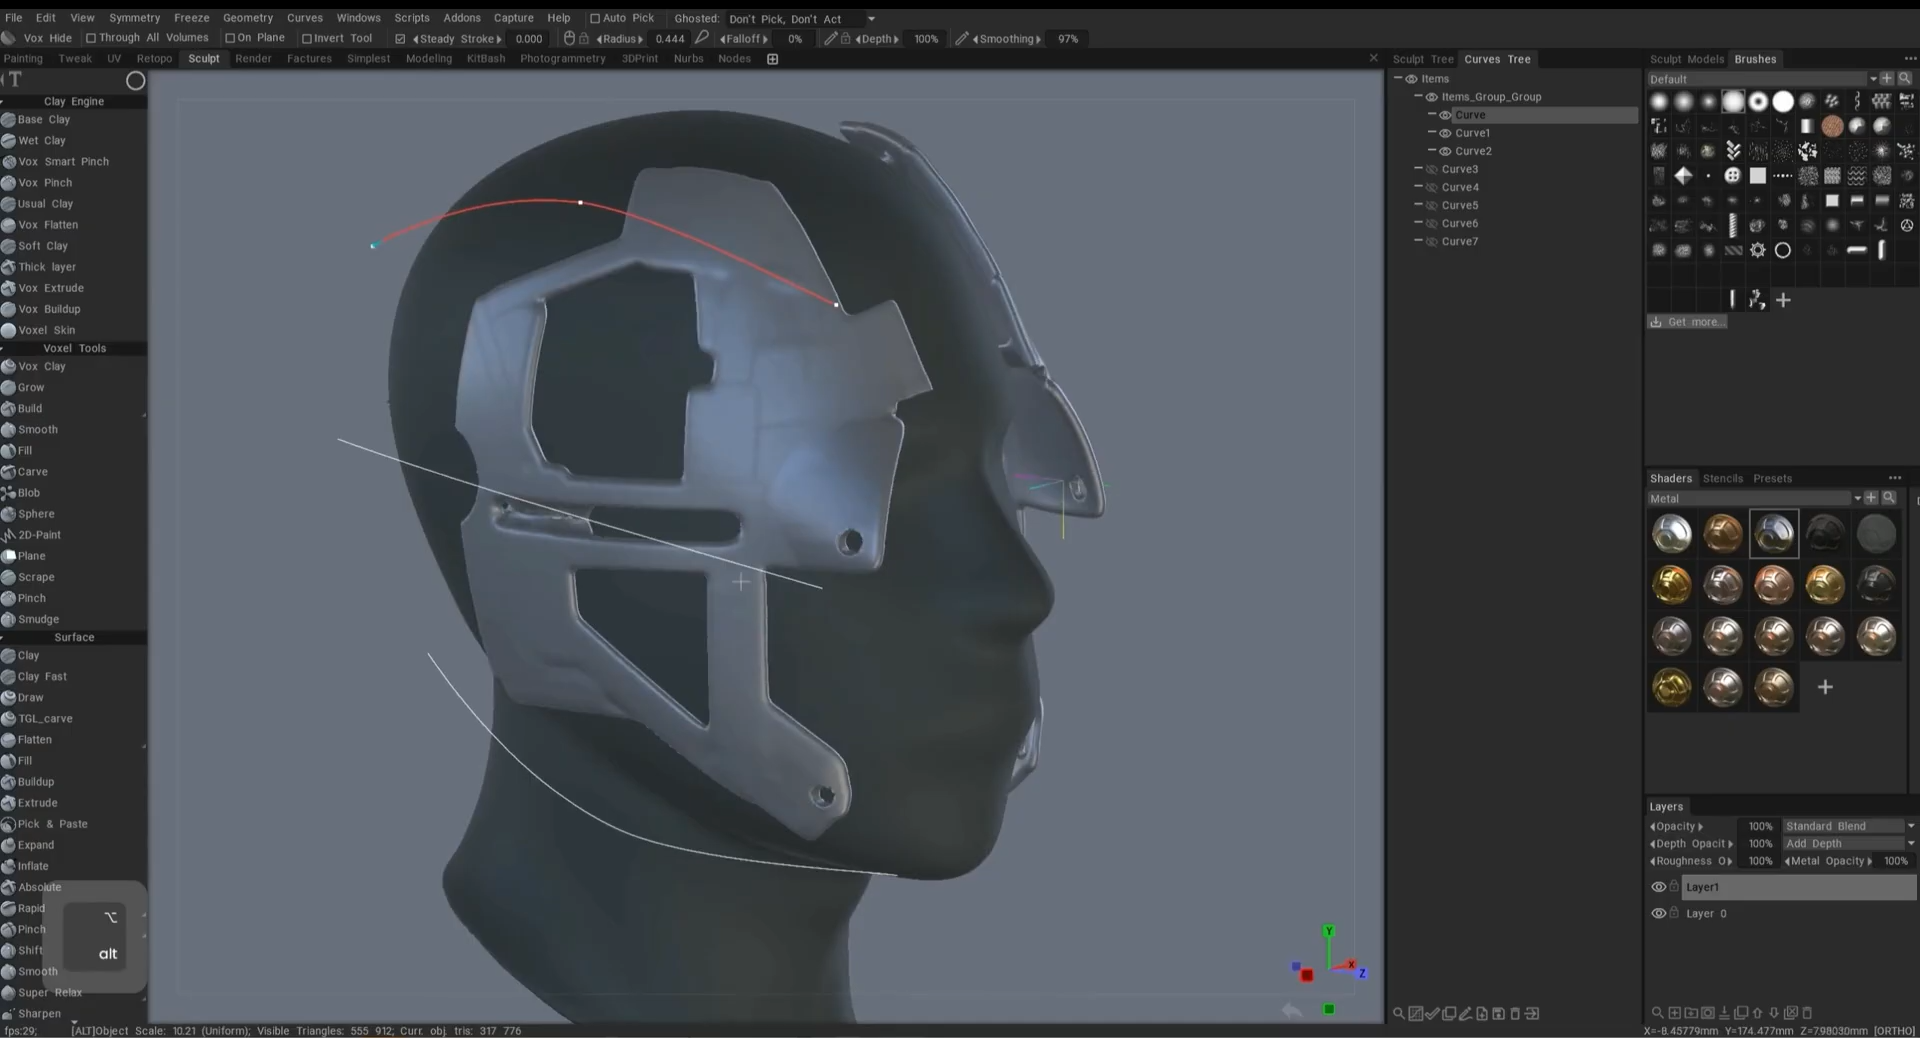 File Edit View Symmetry Freeze Geometry Curves Windows Scripts Addons Capture Help Auto Pick Ghosted: Don't Pick, Don't Act
Vox Hide Through All Volumes On Plane Invert Tool Steady Stroke 0.000 Radius 0.444 Falloff 0% Depth 100% Smoothing 97%
Painting Tweak UV Retopo Sculpt Render Factures Simplest Modeling KitBash Photogrammetry 3DPrint Nurbs Nodes
T
Clay Engine
Base Clay
Wet Clay
Vox Smart Pinch
Vox Pinch
Usual Clay
Vox Flatten
Soft Clay
Thick layer
Vox Extrude
Vox Buildup
Voxel Skin
Voxel Tools
Vox Clay
Grow
Build
Smooth
Fill
Carve
Blob
Sphere
2D-Paint
Plane
Scrape
Pinch
Smudge
Surface
Clay
Clay Fast
Draw
TGL_carve
Flatten
Fill
Buildup
Extrude
Pick & Paste
Expand
Inflate
Absolute
Rapid
Pinch
Shift
Smooth
Super Relax
Sharpen
⌥
alt
Y
X
Z
Sculpt Tree Curves Tree
Items
Items_Group_Group
Curve
Curve1
Curve2
Curve3
Curve4
Curve5
Curve6
Curve7
Sculpt Models Brushes
Default
Get more...
Shaders Stencils Presets
Metal
Layers
Opacity 100% Standard Blend
Depth Opacit 100% Add Depth
Roughness O 100% Metal Opacity 100%
Layer1
Layer 0
fps:29; [ALT]Object Scale: 10.21 (Uniform); Visible Triangles: 555 912; Curr. obj. tris: 317 776
X=-8.45779mm Y=174.477mm Z=7.98030mm [ORTHO]